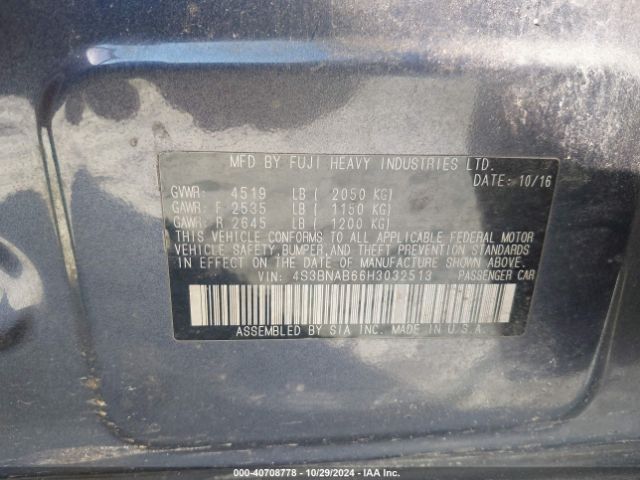 MFD BY FUJI HEAVY INDUSTRIES LTD.
DATE: 10/16
GVWR: 4519 LB ( 2050 KG)
GAWR: F 2535 LB ( 1150 KG)
GAWR: R 2645 LB ( 1200 KG)
THIS VEHICLE CONFORMS TO ALL APPLICABLE FEDERAL MOTOR
VEHICLE SAFETY,BUMPER,AND THEFT PREVENTION STANDARDS
IN EFFECT ON THE DATE OF MANUFACTURE SHOWN ABOVE.
VIN: 4S3BNAB66H3032513 PASSENGER CAR
ASSEMBLED BY SIA INC. MADE IN U.S.A.
000-40708778 - 10/29/2024 - IAA Inc.